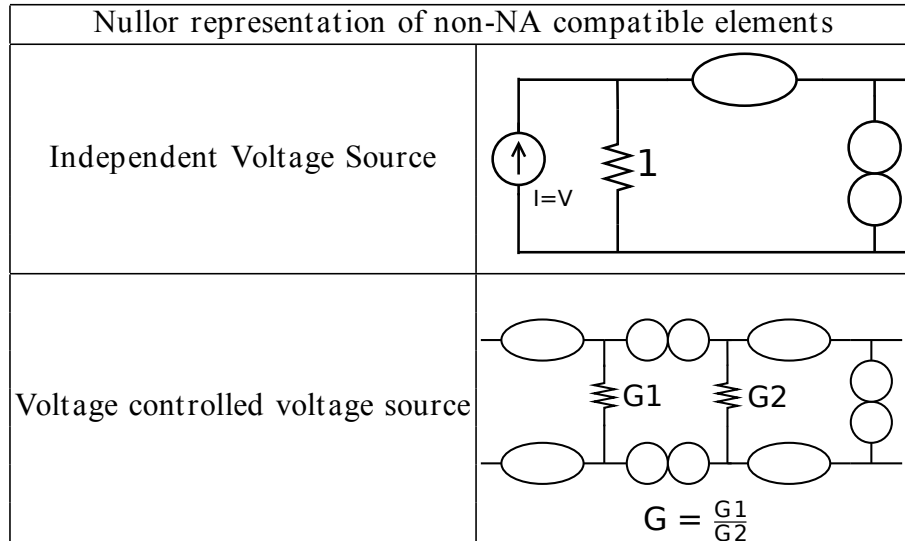 Nullor representation of non-NA compatible elements
Independent Voltage Source
1
I=V
Voltage controlled voltage source
G1
G2
G = G1/G2